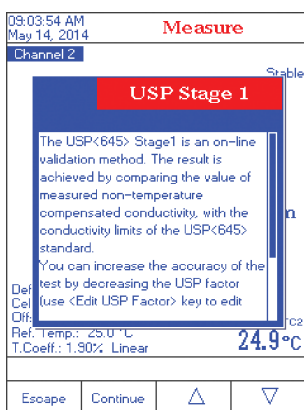 09:03:54 AM
May 14, 2014
Measure
Channel 2
Stable
USP Stage 1
The USP<645> Stage1 is an on-line
validation method. The result is
achieved by comparing the value of
measured non-temperature
compensated conductivity, with the
conductivity limits of the USP<645>
standard.
You can increase the accuracy of the
test by decreasing the USP factor
(use <Edit USP Factor> key to edit
Ref. Temp.: 25.0 °C
T.Coeff.: 1.90% Linear
24.9°C
Escape
Continue